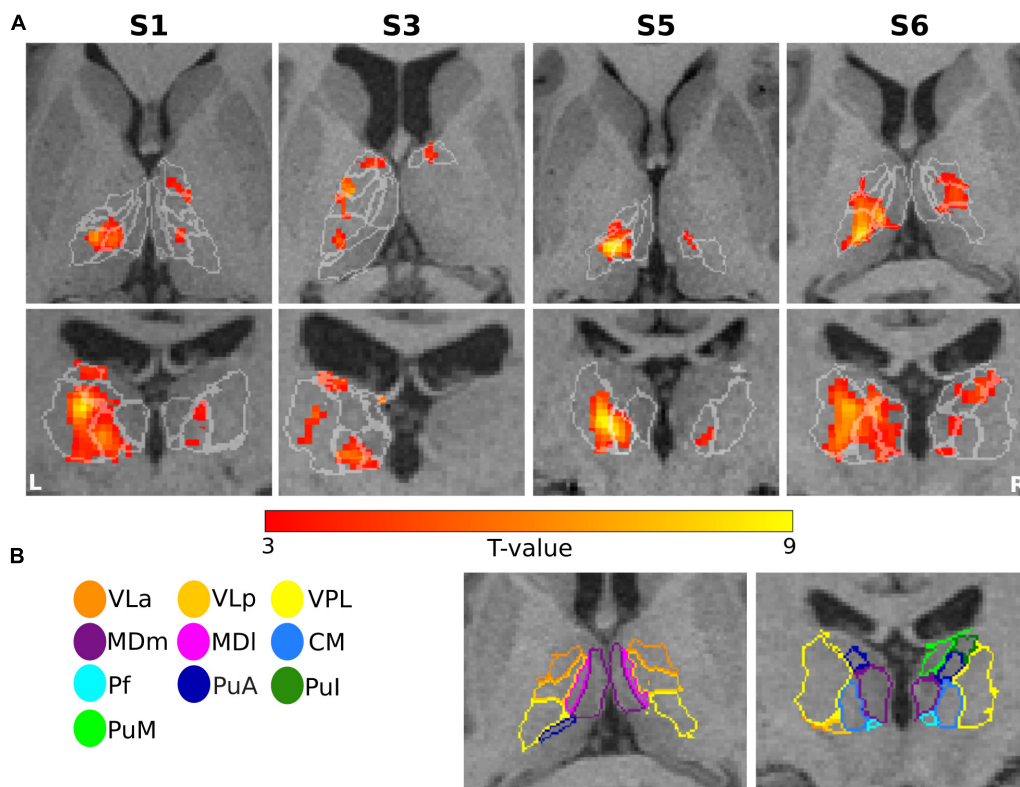 A
S1 S3 S5 S6
L R
3 T-value 9
B
VLa VLp VPL
MDm MDl CM
Pf PuA PuI
PuM